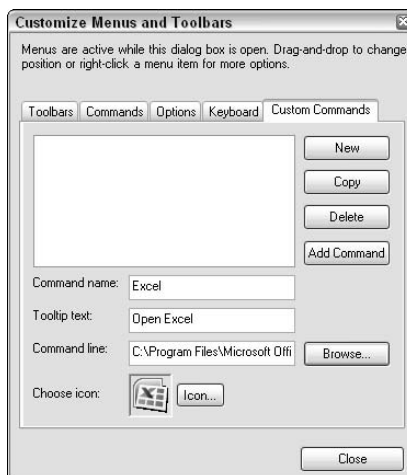 Customize Menus and Toolbars
Menus are active while this dialog box is open. Drag-and-drop to change
position or right-click a menu item for more options.
Toolbars Commands Options Keyboard Custom Commands
New
Copy
Delete
Add Command
Command name: Excel
Tooltip text: Open Excel
Command line: C:\Program Files\Microsoft Offi Browse...
Choose icon: Icon...
Close